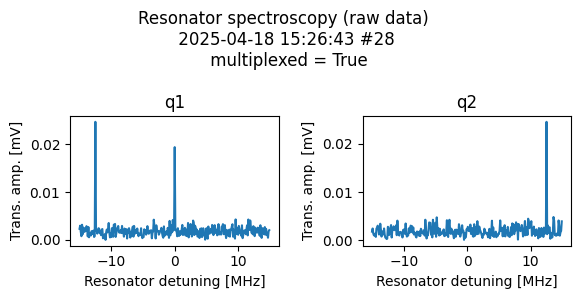 Resonator spectroscopy (raw data)
2025-04-18 15:26:43 #28
multiplexed = True
q1
q2
Trans. amp. [mV]
0.02
0.01
0.00
−10
0
10
Resonator detuning [MHz]
Trans. amp. [mV]
0.02
0.01
0.00
−10
0
10
Resonator detuning [MHz]